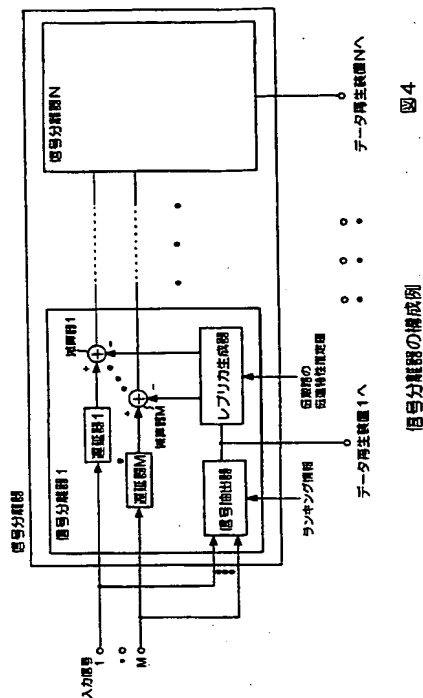 信号分離器
入力信号
1
M
信号分離器1
遅延器1
遅延器M
減算器1
減算器M
+
-
+
-
信号抽出器
レプリカ生成器
ランキング情報
伝搬路の
伝達特性推定値
データ再生装置1へ
信号分離器N
データ再生装置Nへ
信号分離器の構成例
図4